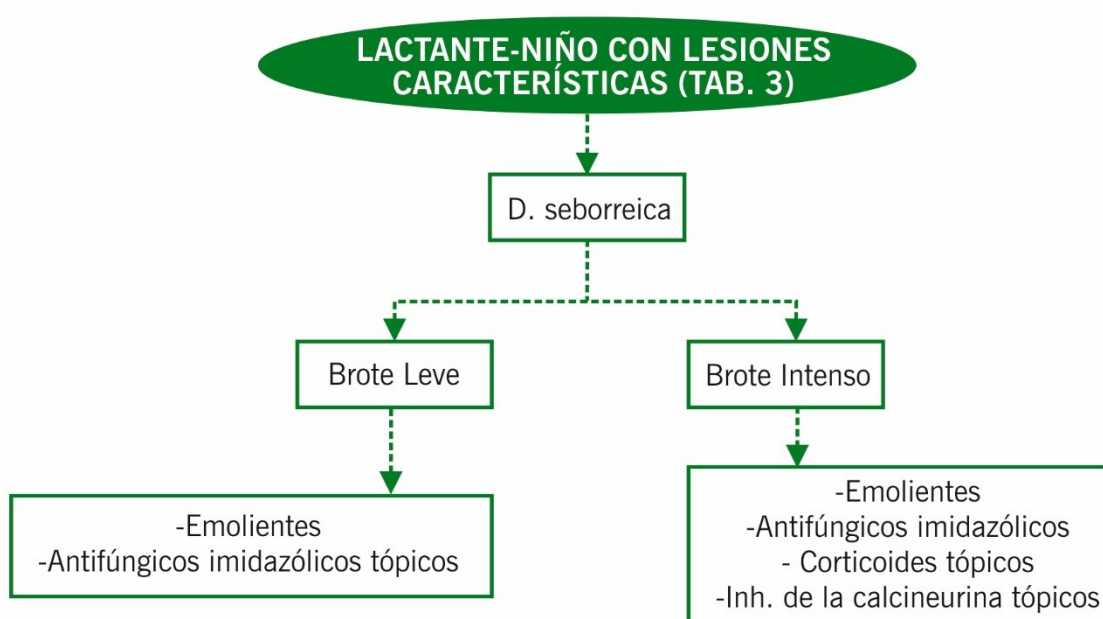 LACTANTE-NIÑO CON LESIONES
CARACTERÍSTICAS (TAB. 3)
D. seborreica
Brote Leve
Brote Intenso
-Emolientes
-Antifúngicos imidazólicos tópicos
-Emolientes
-Antifúngicos imidazólicos
- Corticoides tópicos
-Inh. de la calcineurina tópicos